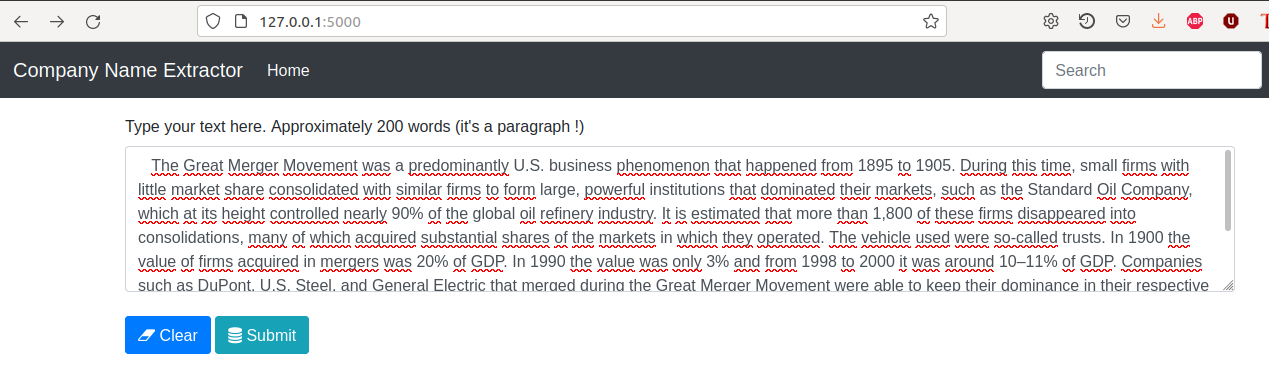 127.0.0.1:5000
ABP
Company Name Extractor Home Search
Type your text here. Approximately 200 words (it's a paragraph !)
The Great Merger Movement was a predominantly U.S. business phenomenon that happened from 1895 to 1905. During this time, small firms with
little market share consolidated with similar firms to form large, powerful institutions that dominated their markets, such as the Standard Oil Company,
which at its height controlled nearly 90% of the global oil refinery industry. It is estimated that more than 1,800 of these firms disappeared into
consolidations, many of which acquired substantial shares of the markets in which they operated. The vehicle used were so-called trusts. In 1900 the
value of firms acquired in mergers was 20% of GDP. In 1990 the value was only 3% and from 1998 to 2000 it was around 10–11% of GDP. Companies
such as DuPont, U.S. Steel, and General Electric that merged during the Great Merger Movement were able to keep their dominance in their respective
Clear Submit